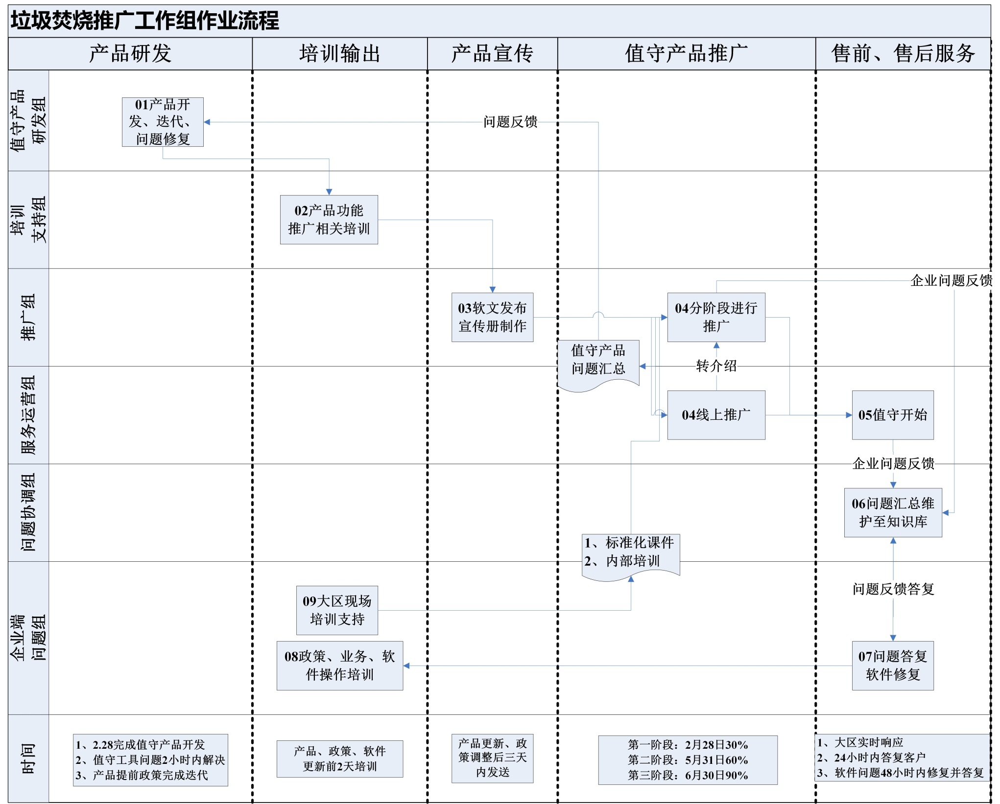 垃圾焚烧推广工作组作业流程
产品研发
培训输出
产品宣传
值守产品推广
售前、售后服务
值守产品
研发组
01产品开
发、迭代、
问题修复
问题反馈
培训
支持组
02产品功能
推广相关培训
推广组
03软文发布
宣传册制作
04分阶段进行
推广
企业问题反馈
值守产品
问题汇总
转介绍
服务运营组
04线上推广
05值守开始
企业问题反馈
问题协调组
06问题汇总维
护至知识库
1、标准化课件
2、内部培训
企业端
问题组
09大区现场
培训支持
问题反馈答复
08政策、业务、软
件操作培训
07问题答复
软件修复
时间
1、2.28完成值守产品开发
2、值守工具问题2小时内解决
3、产品提前政策完成迭代
产品、政策、软件
更新前2天培训
产品更新、政
策调整后三天
内发送
第一阶段：2月28日30%
第二阶段：5月31日60%
第三阶段：6月30日90%
1、大区实时响应
2、24小时内答复客户
3、软件问题48小时内修复并答复